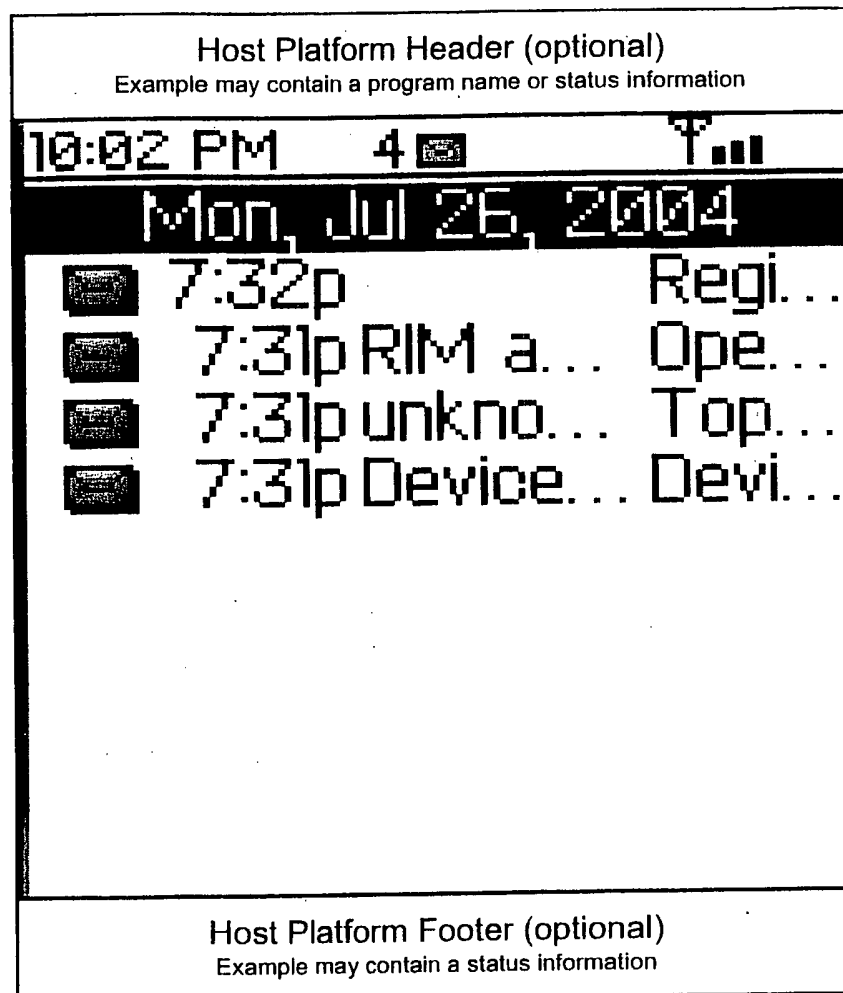 Host Platform Header (optional)
Example may contain a program name or status information
10:02 PM 4
Mon, Jul 26, 2004
7:32p Regi...
7:31p RIM a... Ope...
7:31p unkno... Top...
7:31p Device... Devi...
Host Platform Footer (optional)
Example may contain a status information